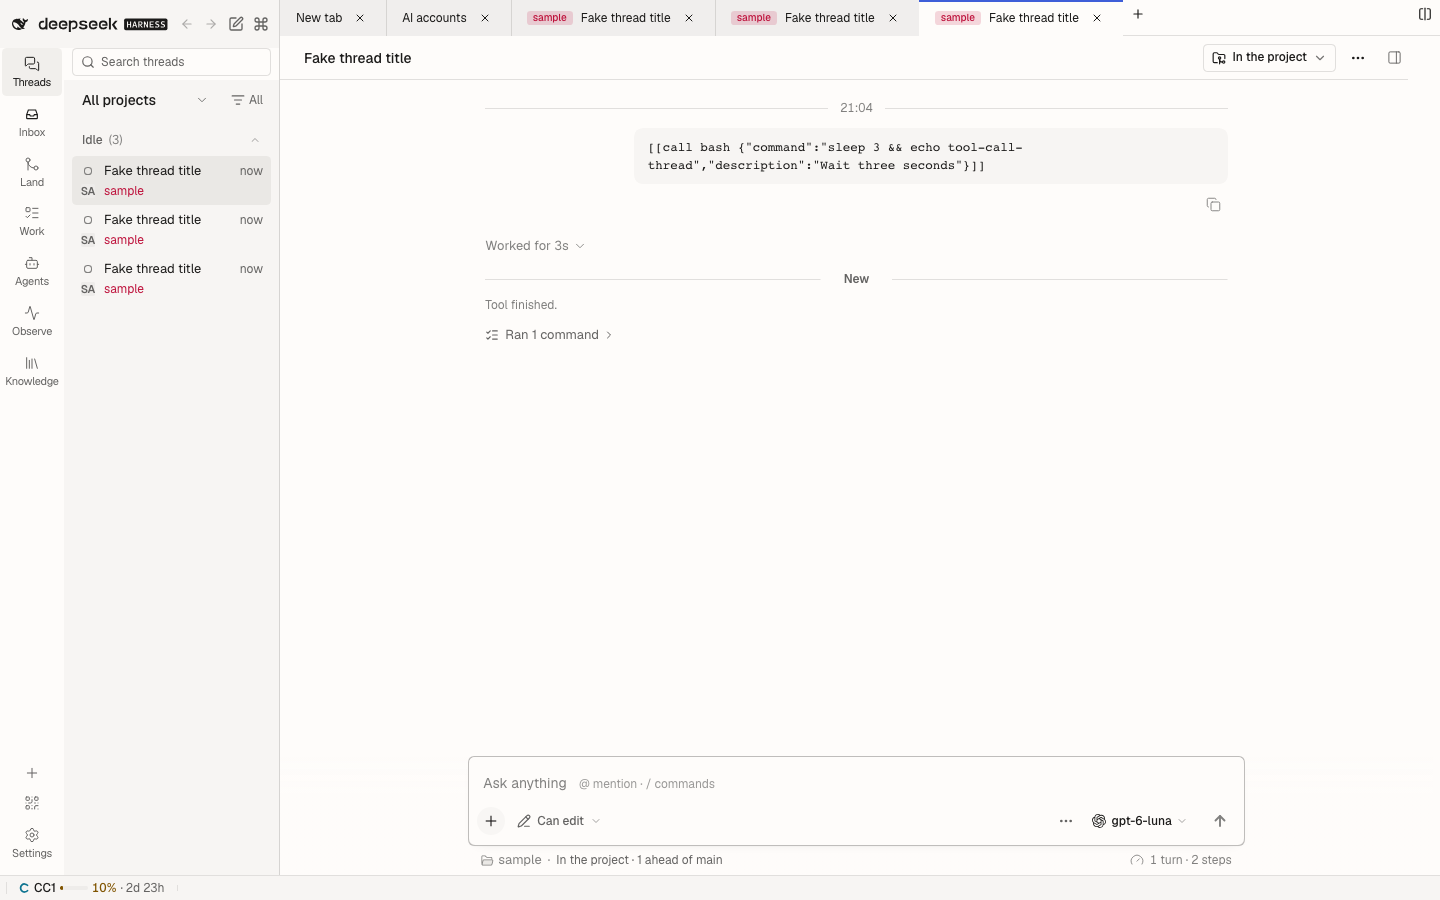 deepseek HARNESS
New tab
AI accounts
sample Fake thread title
sample Fake thread title
sample Fake thread title
Threads
Inbox
Land
Work
Agents
Observe
Knowledge
Settings
Search threads
All projects
All
Idle (3)
Fake thread title now
SA sample
Fake thread title now
SA sample
Fake thread title now
SA sample
Fake thread title
In the project
21:04
[[call bash {"command":"sleep 3 && echo tool-call-
thread","description":"Wait three seconds"}]]
Worked for 3s
New
Tool finished.
Ran 1 command
Ask anything @ mention · / commands
Can edit
gpt-6-luna
sample · In the project · 1 ahead of main
1 turn · 2 steps
C CC1 10% · 2d 23h